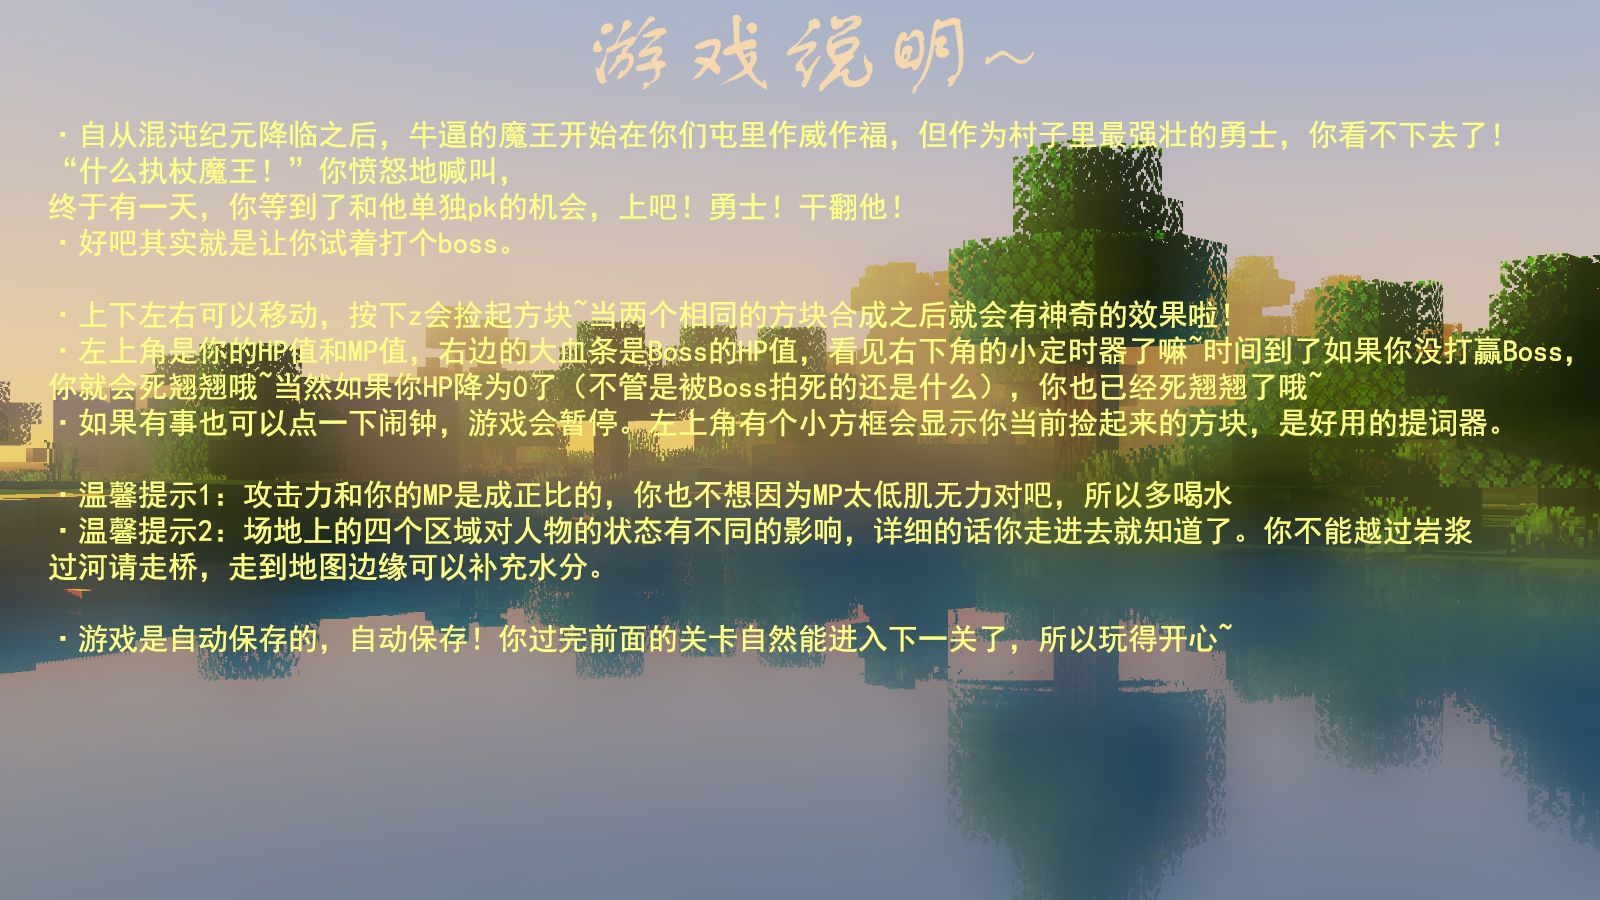 游戏说明~
·自从混沌纪元降临之后，牛逼的魔王开始在你们屯里作威作福，但作为村子里最强壮的勇士，你看不下去了！
“什么执杖魔王！”你愤怒地喊叫，
终于有一天，你等到了和他单独pk的机会，上吧！勇士！干翻他！
·好吧其实就是让你试着打个boss。
·上下左右可以移动，按下z会捡起方块~当两个相同的方块合成之后就会有神奇的效果啦！
·左上角是你的HP值和MP值，右边的大血条是Boss的HP值，看见右下角的小定时器了嘛~时间到了如果你没打赢Boss，
你就会死翘翘哦~当然如果你HP降为0了（不管是被Boss拍死的还是什么），你也已经死翘翘了哦~
·如果有事也可以点一下闹钟，游戏会暂停。左上角有个小方框会显示你当前捡起来的方块，是好用的提词器。
·温馨提示1：攻击力和你的MP是成正比的，你也不想因为MP太低肌无力对吧，所以多喝水
·温馨提示2：场地上的四个区域对人物的状态有不同的影响，详细的话你走进去就知道了。你不能越过岩浆
过河请走桥，走到地图边缘可以补充水分。
·游戏是自动保存的，自动保存！你过完前面的关卡自然能进入下一关了，所以玩得开心~